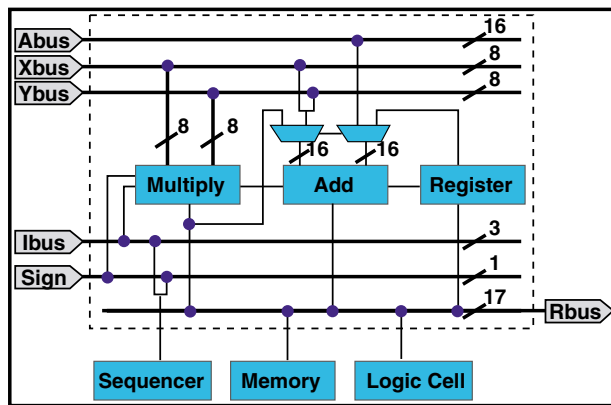 Abus
16
Xbus
8
Ybus
8
8
8
16
16
Multiply
Add
Register
Ibus
3
Sign
1
17
Rbus
Sequencer
Memory
Logic Cell